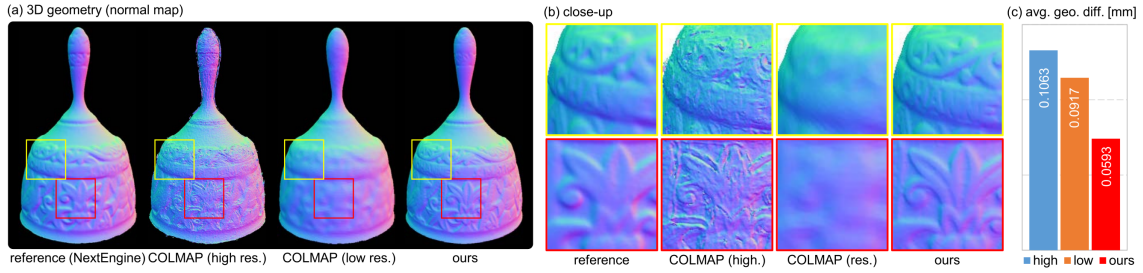 (a) 3D geometry (normal map)
reference (NextEngine)
COLMAP (high res.)
COLMAP (low res.)
ours
(b) close-up
reference
COLMAP (high.)
COLMAP (res.)
ours
(c) avg. geo. diff. [mm]
0.1063
0.0917
0.0593
high
low
ours